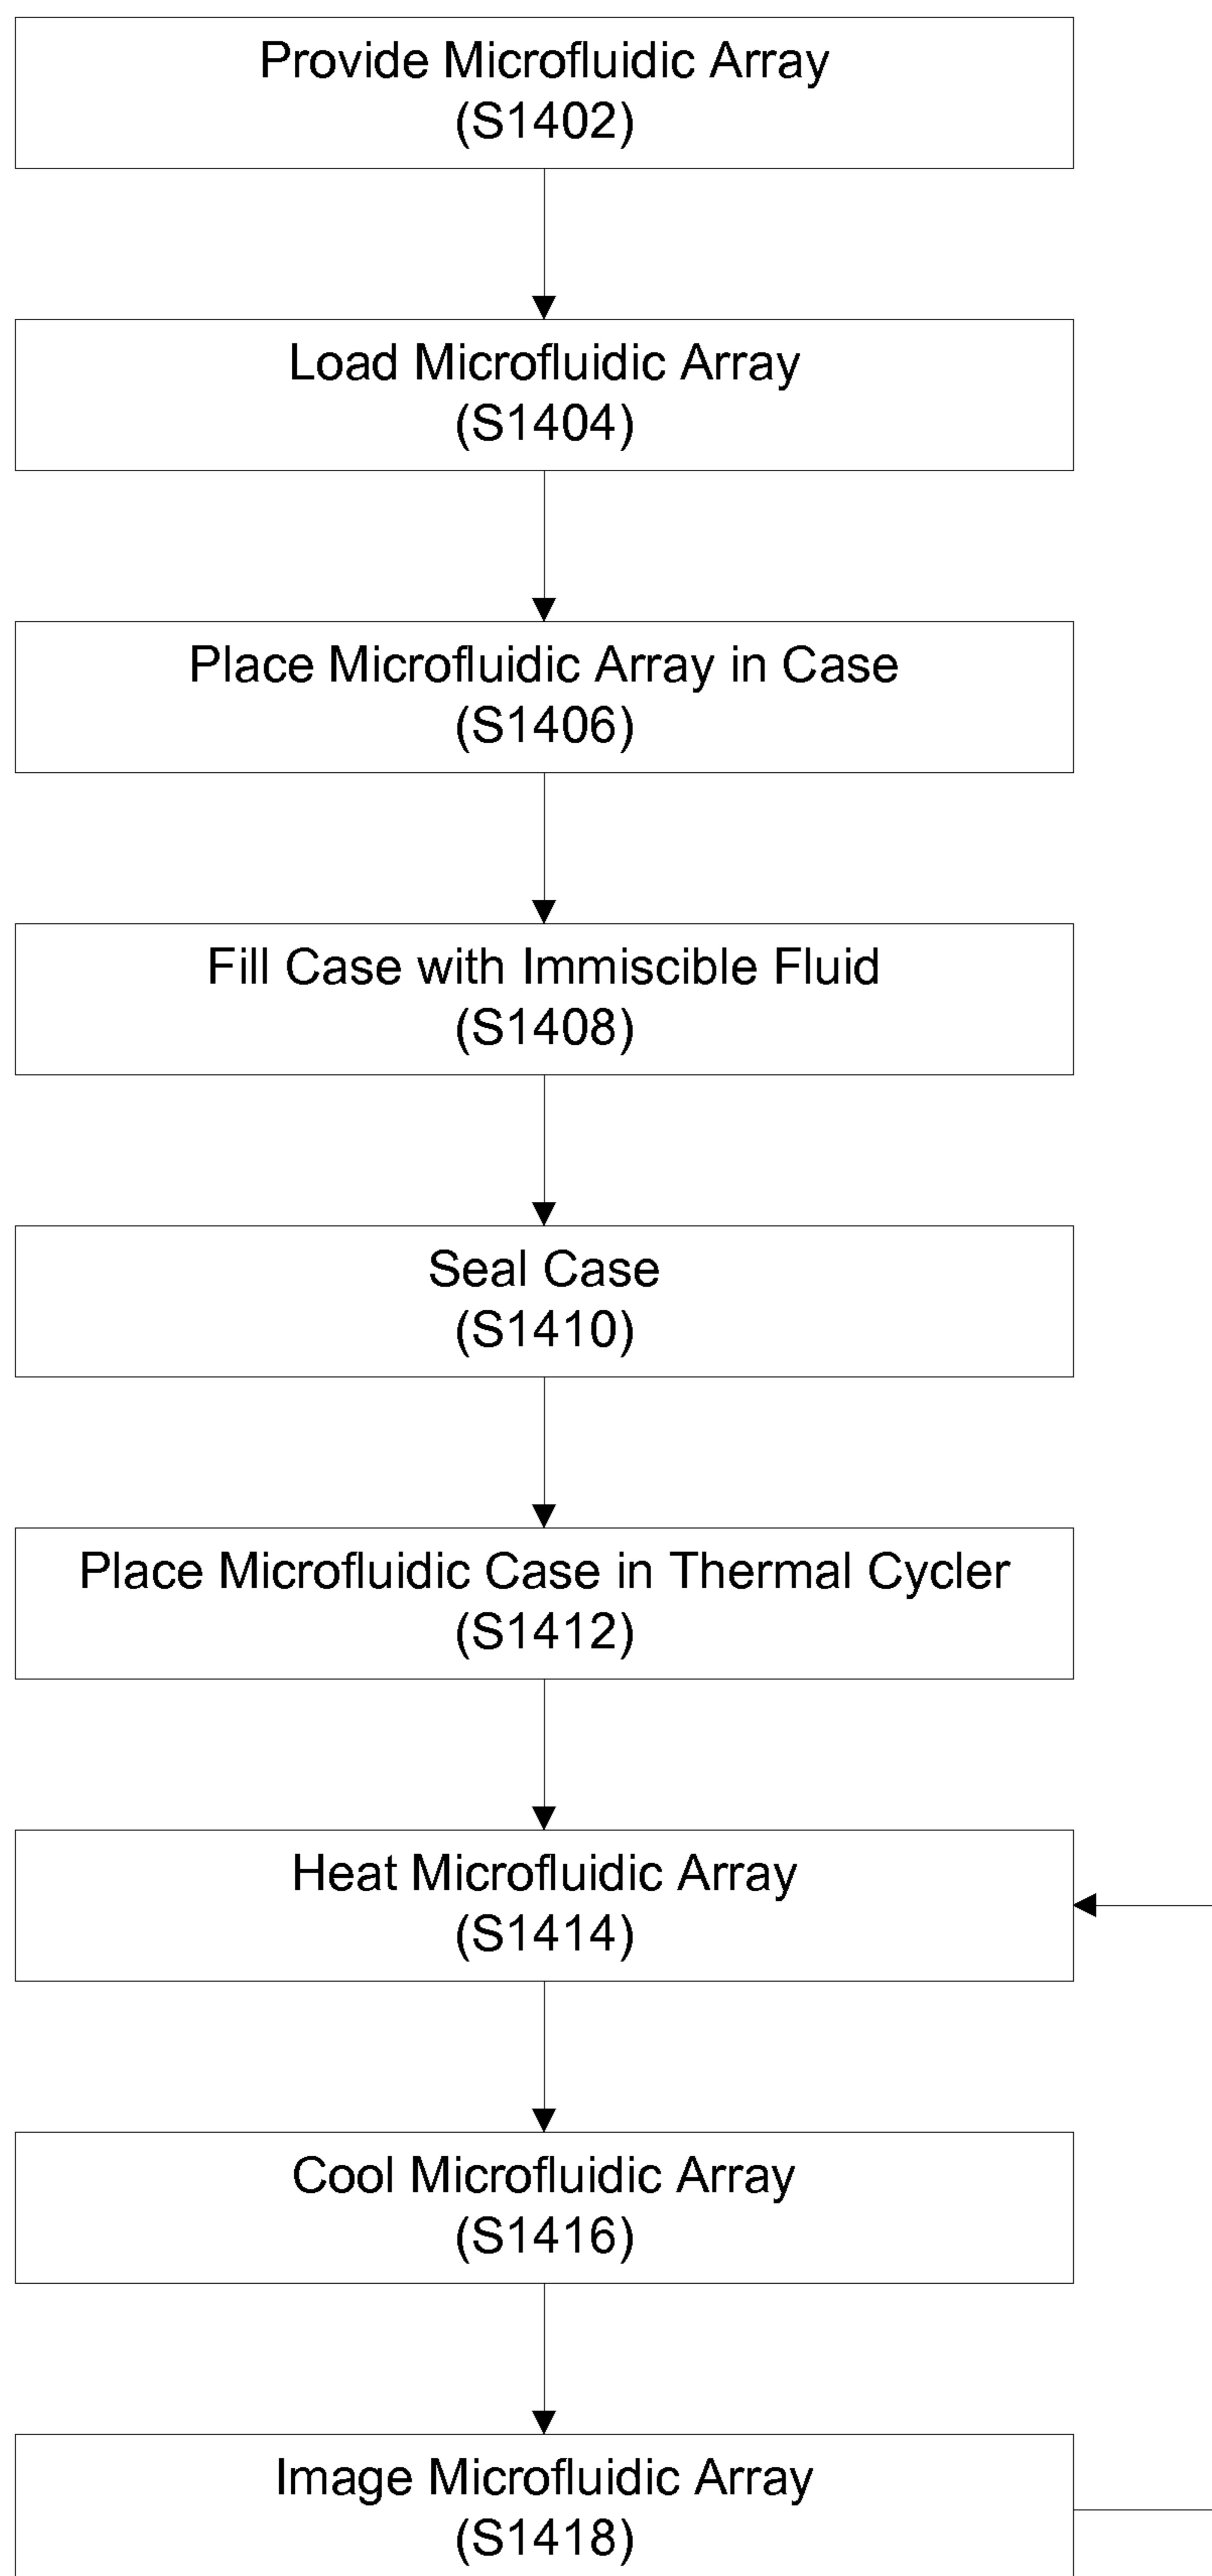 Provide Microfluidic Array
(S1402)
Load Microfluidic Array
(S1404)
Place Microfluidic Array in Case
(S1406)
Fill Case with Immiscible Fluid
(S1408)
Seal Case
(S1410)
Place Microfluidic Case in Thermal Cycler
(S1412)
Heat Microfluidic Array
(S1414)
Cool Microfluidic Array
(S1416)
Image Microfluidic Array
(S1418)